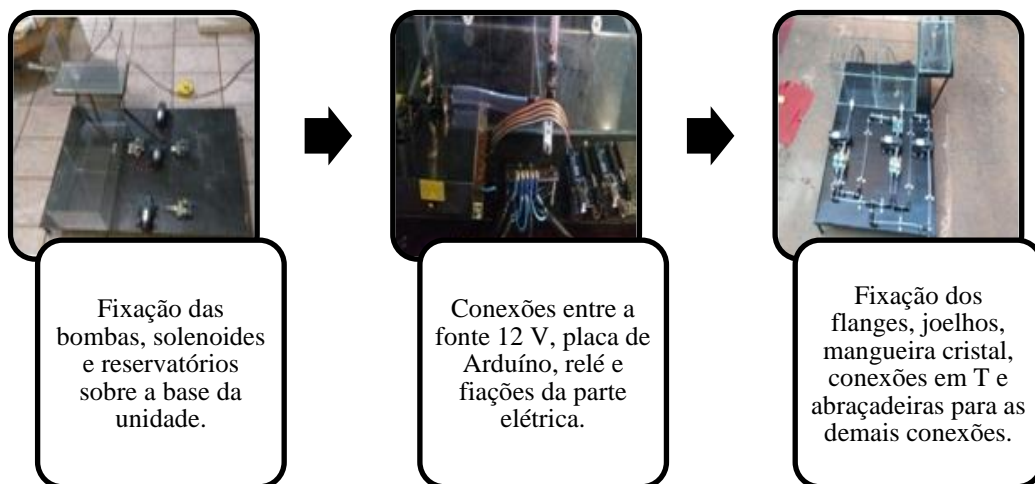 Fixação das
bombas, solenoides
e reservatórios
sobre a base da
unidade.
Conexões entre a
fonte 12 V, placa de
Arduíno, relé e
fiações da parte
elétrica.
Fixação dos
flanges, joelhos,
mangueira cristal,
conexões em T e
abraçadeiras para as
demais conexões.